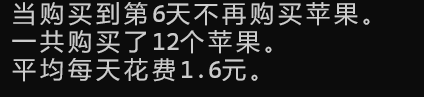 当购买到第6天不再购买苹果。
一共购买了12个苹果。
平均每天花费1.6元。